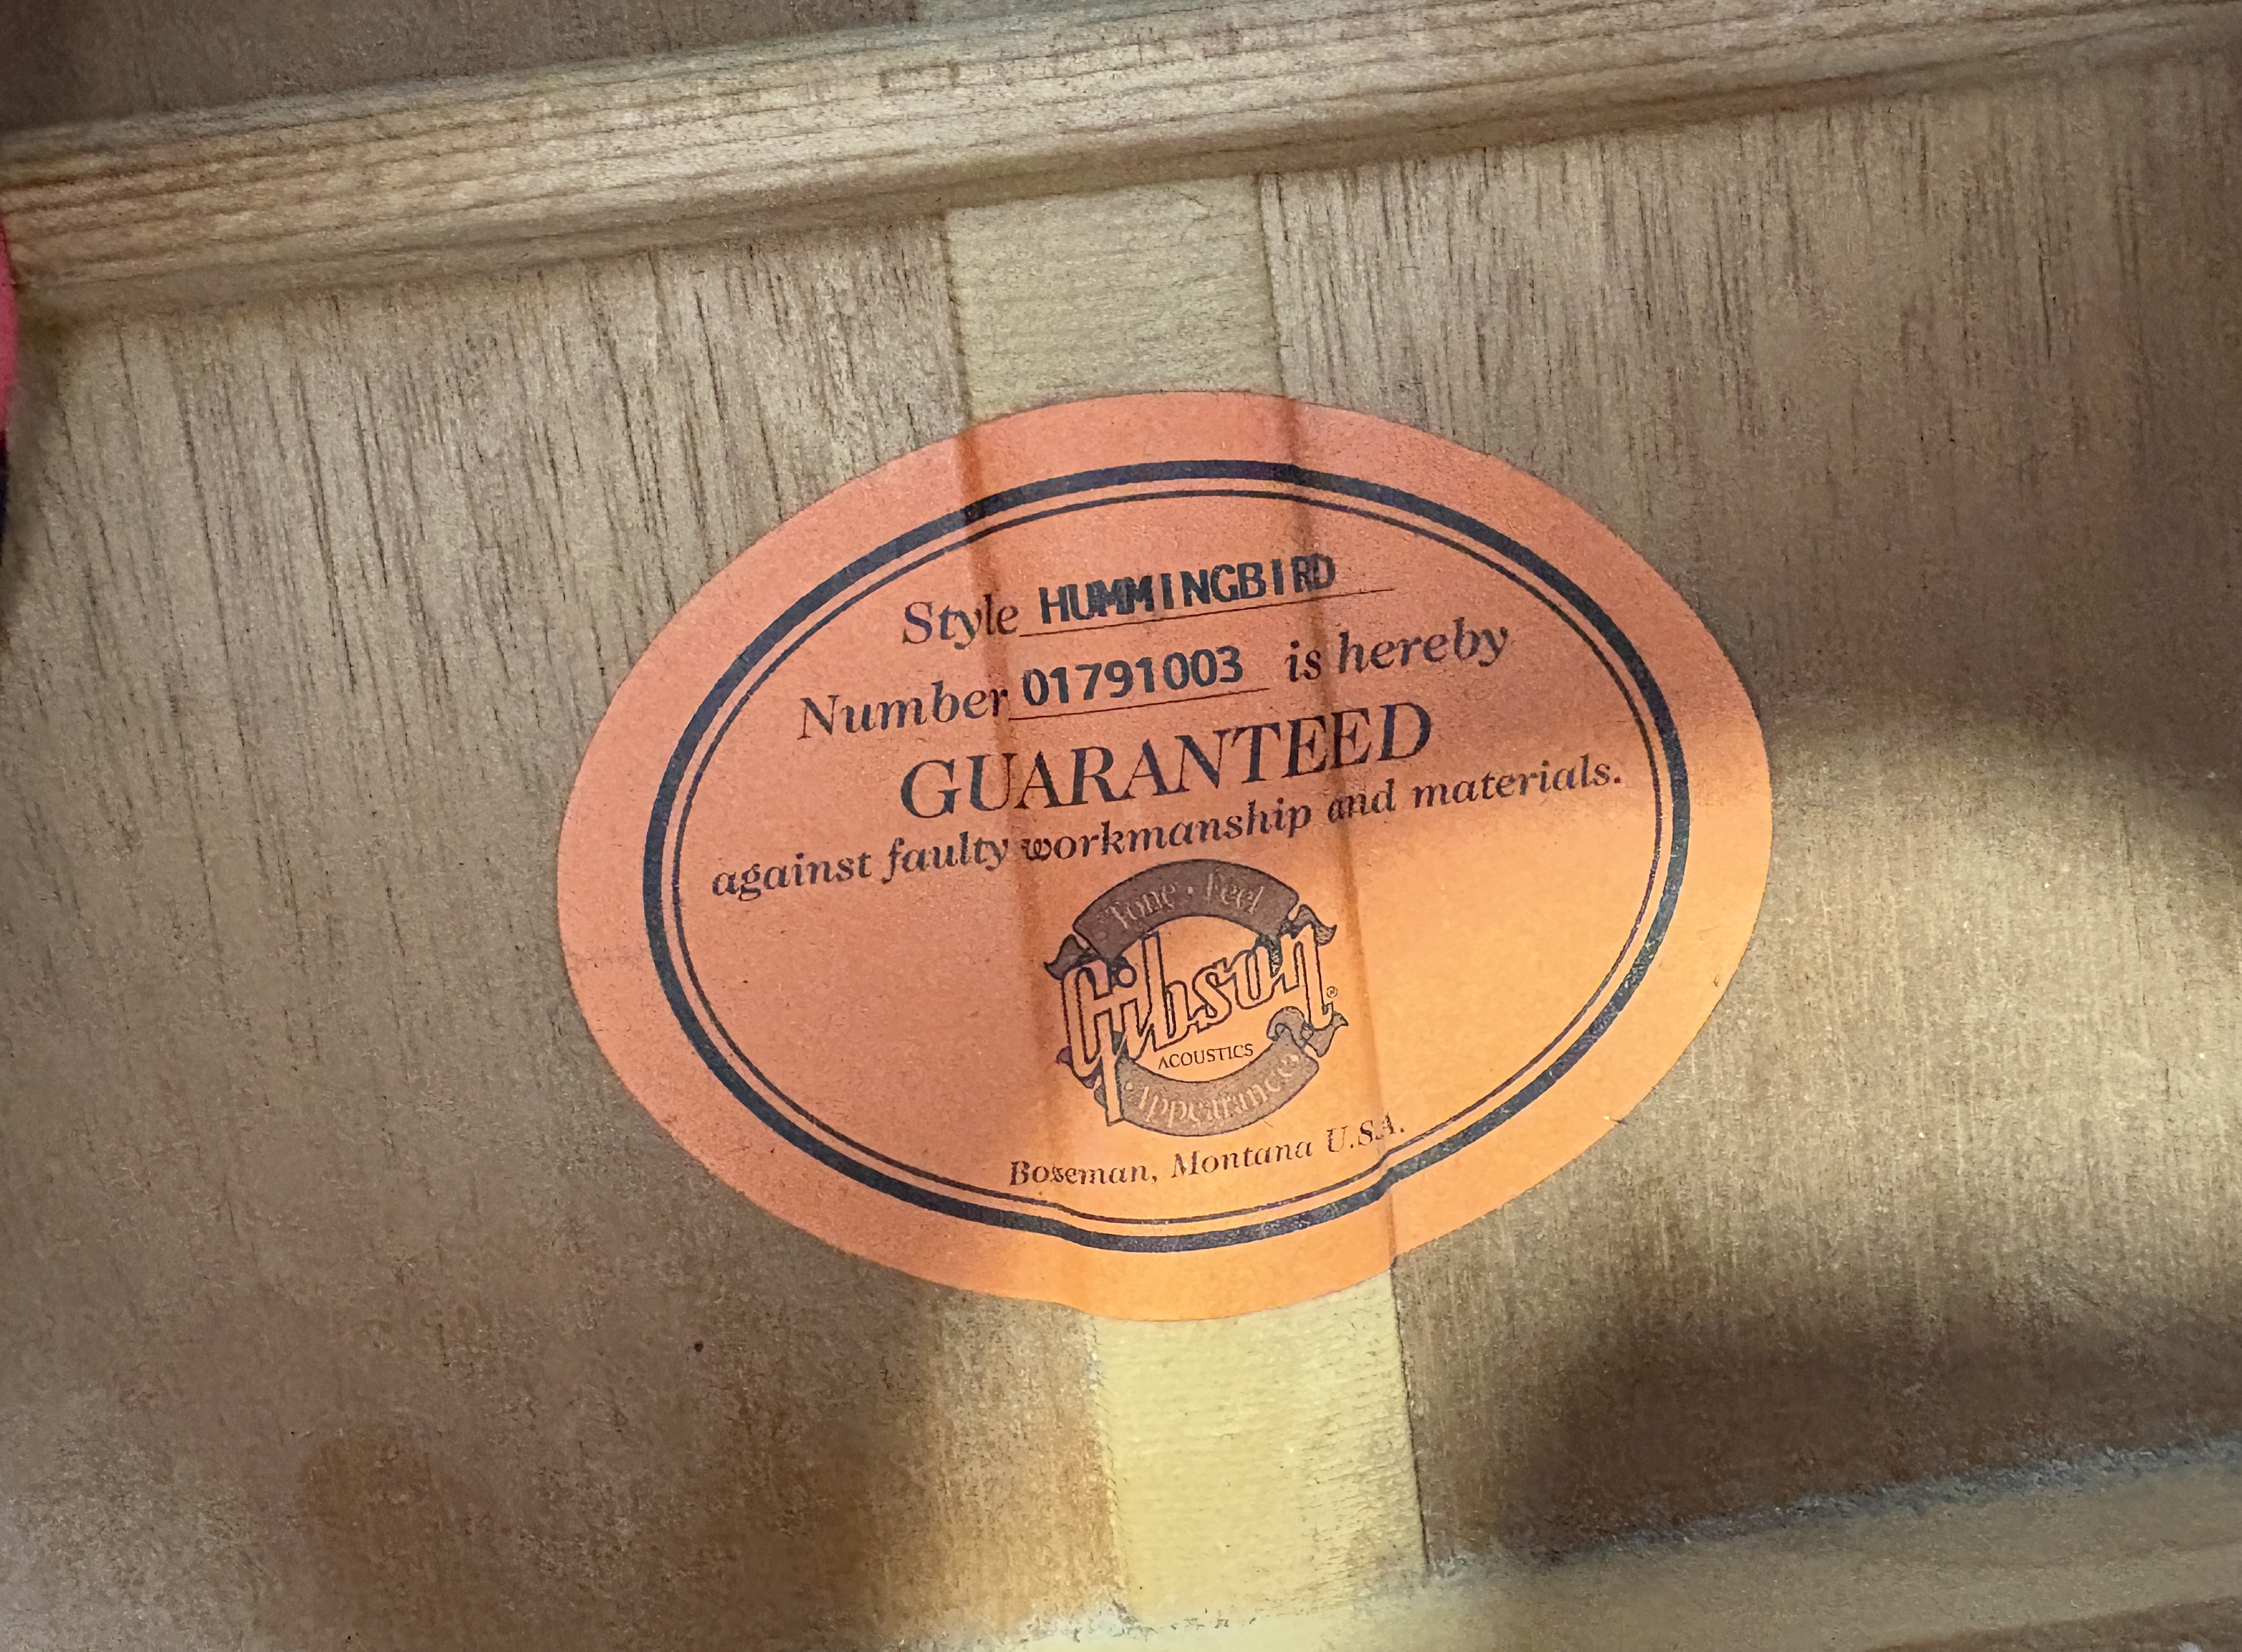 Style HUMMINGBIRD
Number 01791003 is hereby
GUARANTEED
against faulty workmanship and materials.
Tone · Feel
Gibson ®
ACOUSTICS
· Appearance ·
Bozeman, Montana U.S.A.